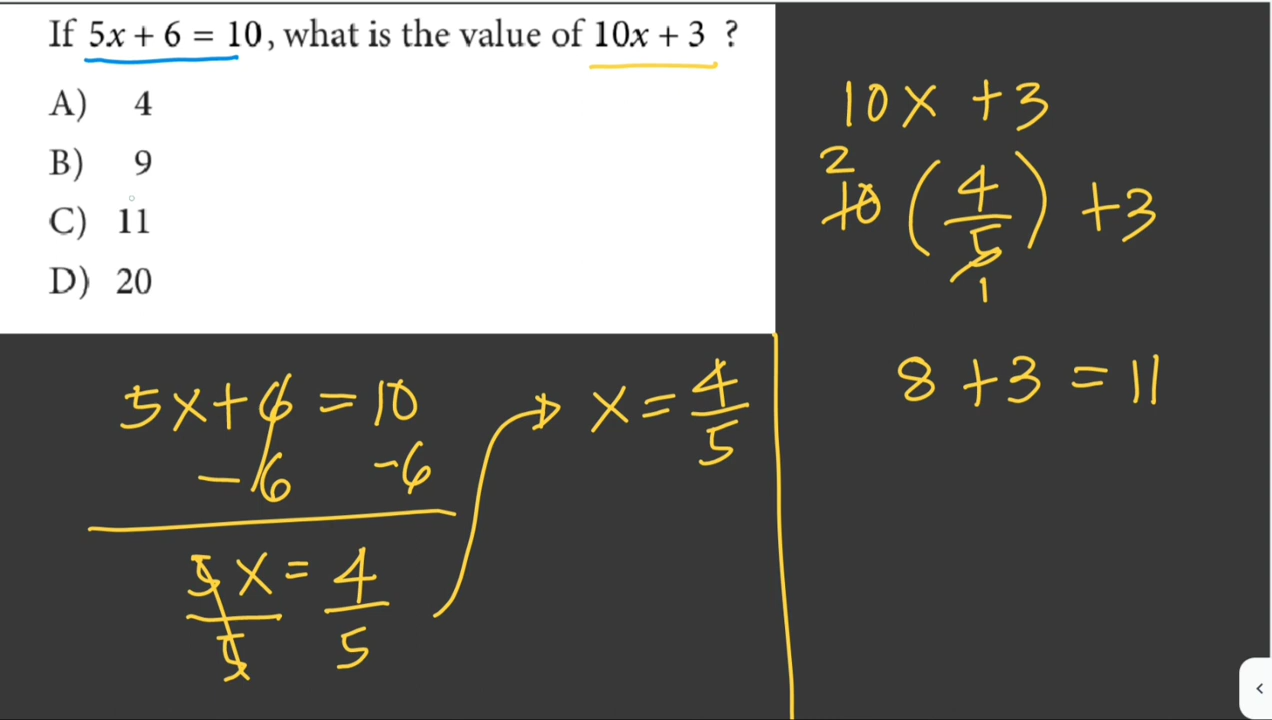 If 5x + 6 = 10, what is the value of 10x + 3 ?
A) 4
B) 9
C) 11
D) 20
5x+6 = 10
-6 -6
5x = 4
5 5
→ x = 4/5
10x + 3
2
10 (4/5) + 3
1
8 + 3 = 11